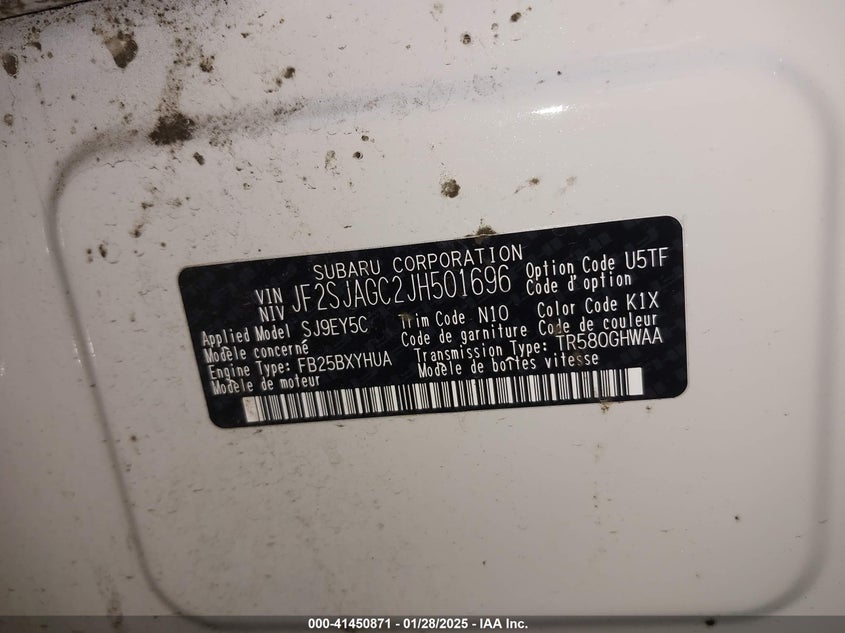 SUBARU CORPORATION
VIN JF2SJAGC2JH501696 Option Code U5TF
NIV Code d'option
Applied Model SJ9EY5C Trim Code N10 Color Code K1X
Modele concerné Code de garniture Code de couleur
Engine Type: FB25BXYHUA Transmission Type: TR580GHWAA
Modele de moteur Modele de boîtes vitesse
000-41450871 - 01/28/2025 - IAA Inc.